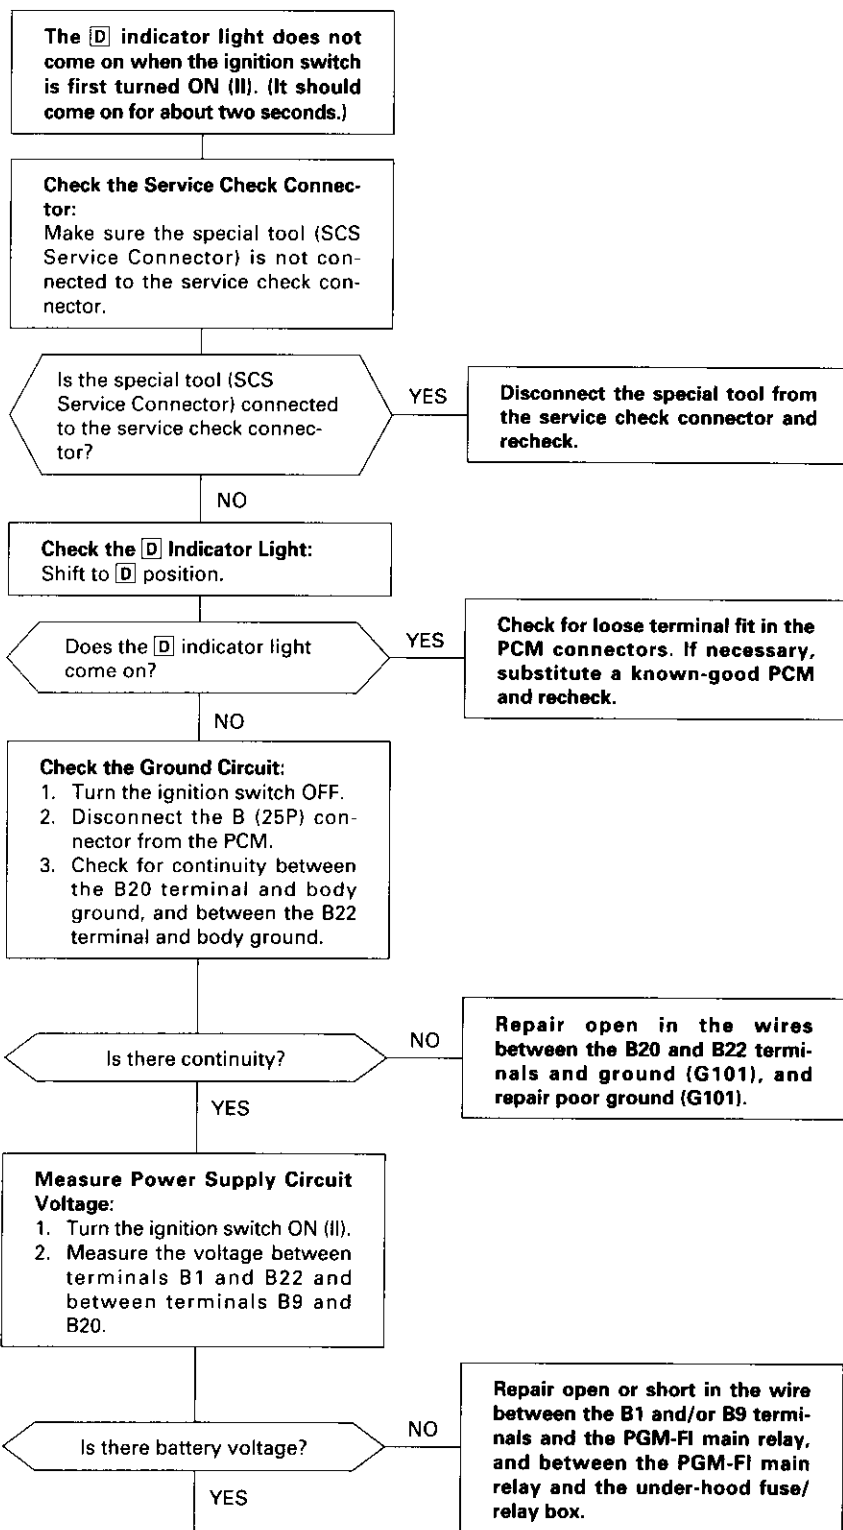 The D indicator light does not
come on when the ignition switch
is first turned ON (II). (It should
come on for about two seconds.)
Check the Service Check Connec-
tor:
Make sure the special tool (SCS
Service Connector) is not con-
nected to the service check con-
nector.
Is the special tool (SCS
Service Connector) connected
to the service check connec-
tor?
YES
Disconnect the special tool from
the service check connector and
recheck.
NO
Check the D Indicator Light:
Shift to D position.
Does the D indicator light
come on?
YES
Check for loose terminal fit in the
PCM connectors. If necessary,
substitute a known-good PCM
and recheck.
NO
Check the Ground Circuit:
1. Turn the ignition switch OFF.
2. Disconnect the B (25P) con-
nector from the PCM.
3. Check for continuity between
the B20 terminal and body
ground, and between the B22
terminal and body ground.
Is there continuity?
NO
Repair open in the wires
between the B20 and B22 termi-
nals and ground (G101), and
repair poor ground (G101).
YES
Measure Power Supply Circuit
Voltage:
1. Turn the ignition switch ON (II).
2. Measure the voltage between
terminals B1 and B22 and
between terminals B9 and
B20.
Is there battery voltage?
NO
Repair open or short in the wire
between the B1 and/or B9 termi-
nals and the PGM-FI main relay,
and between the PGM-FI main
relay and the under-hood fuse/
relay box.
YES